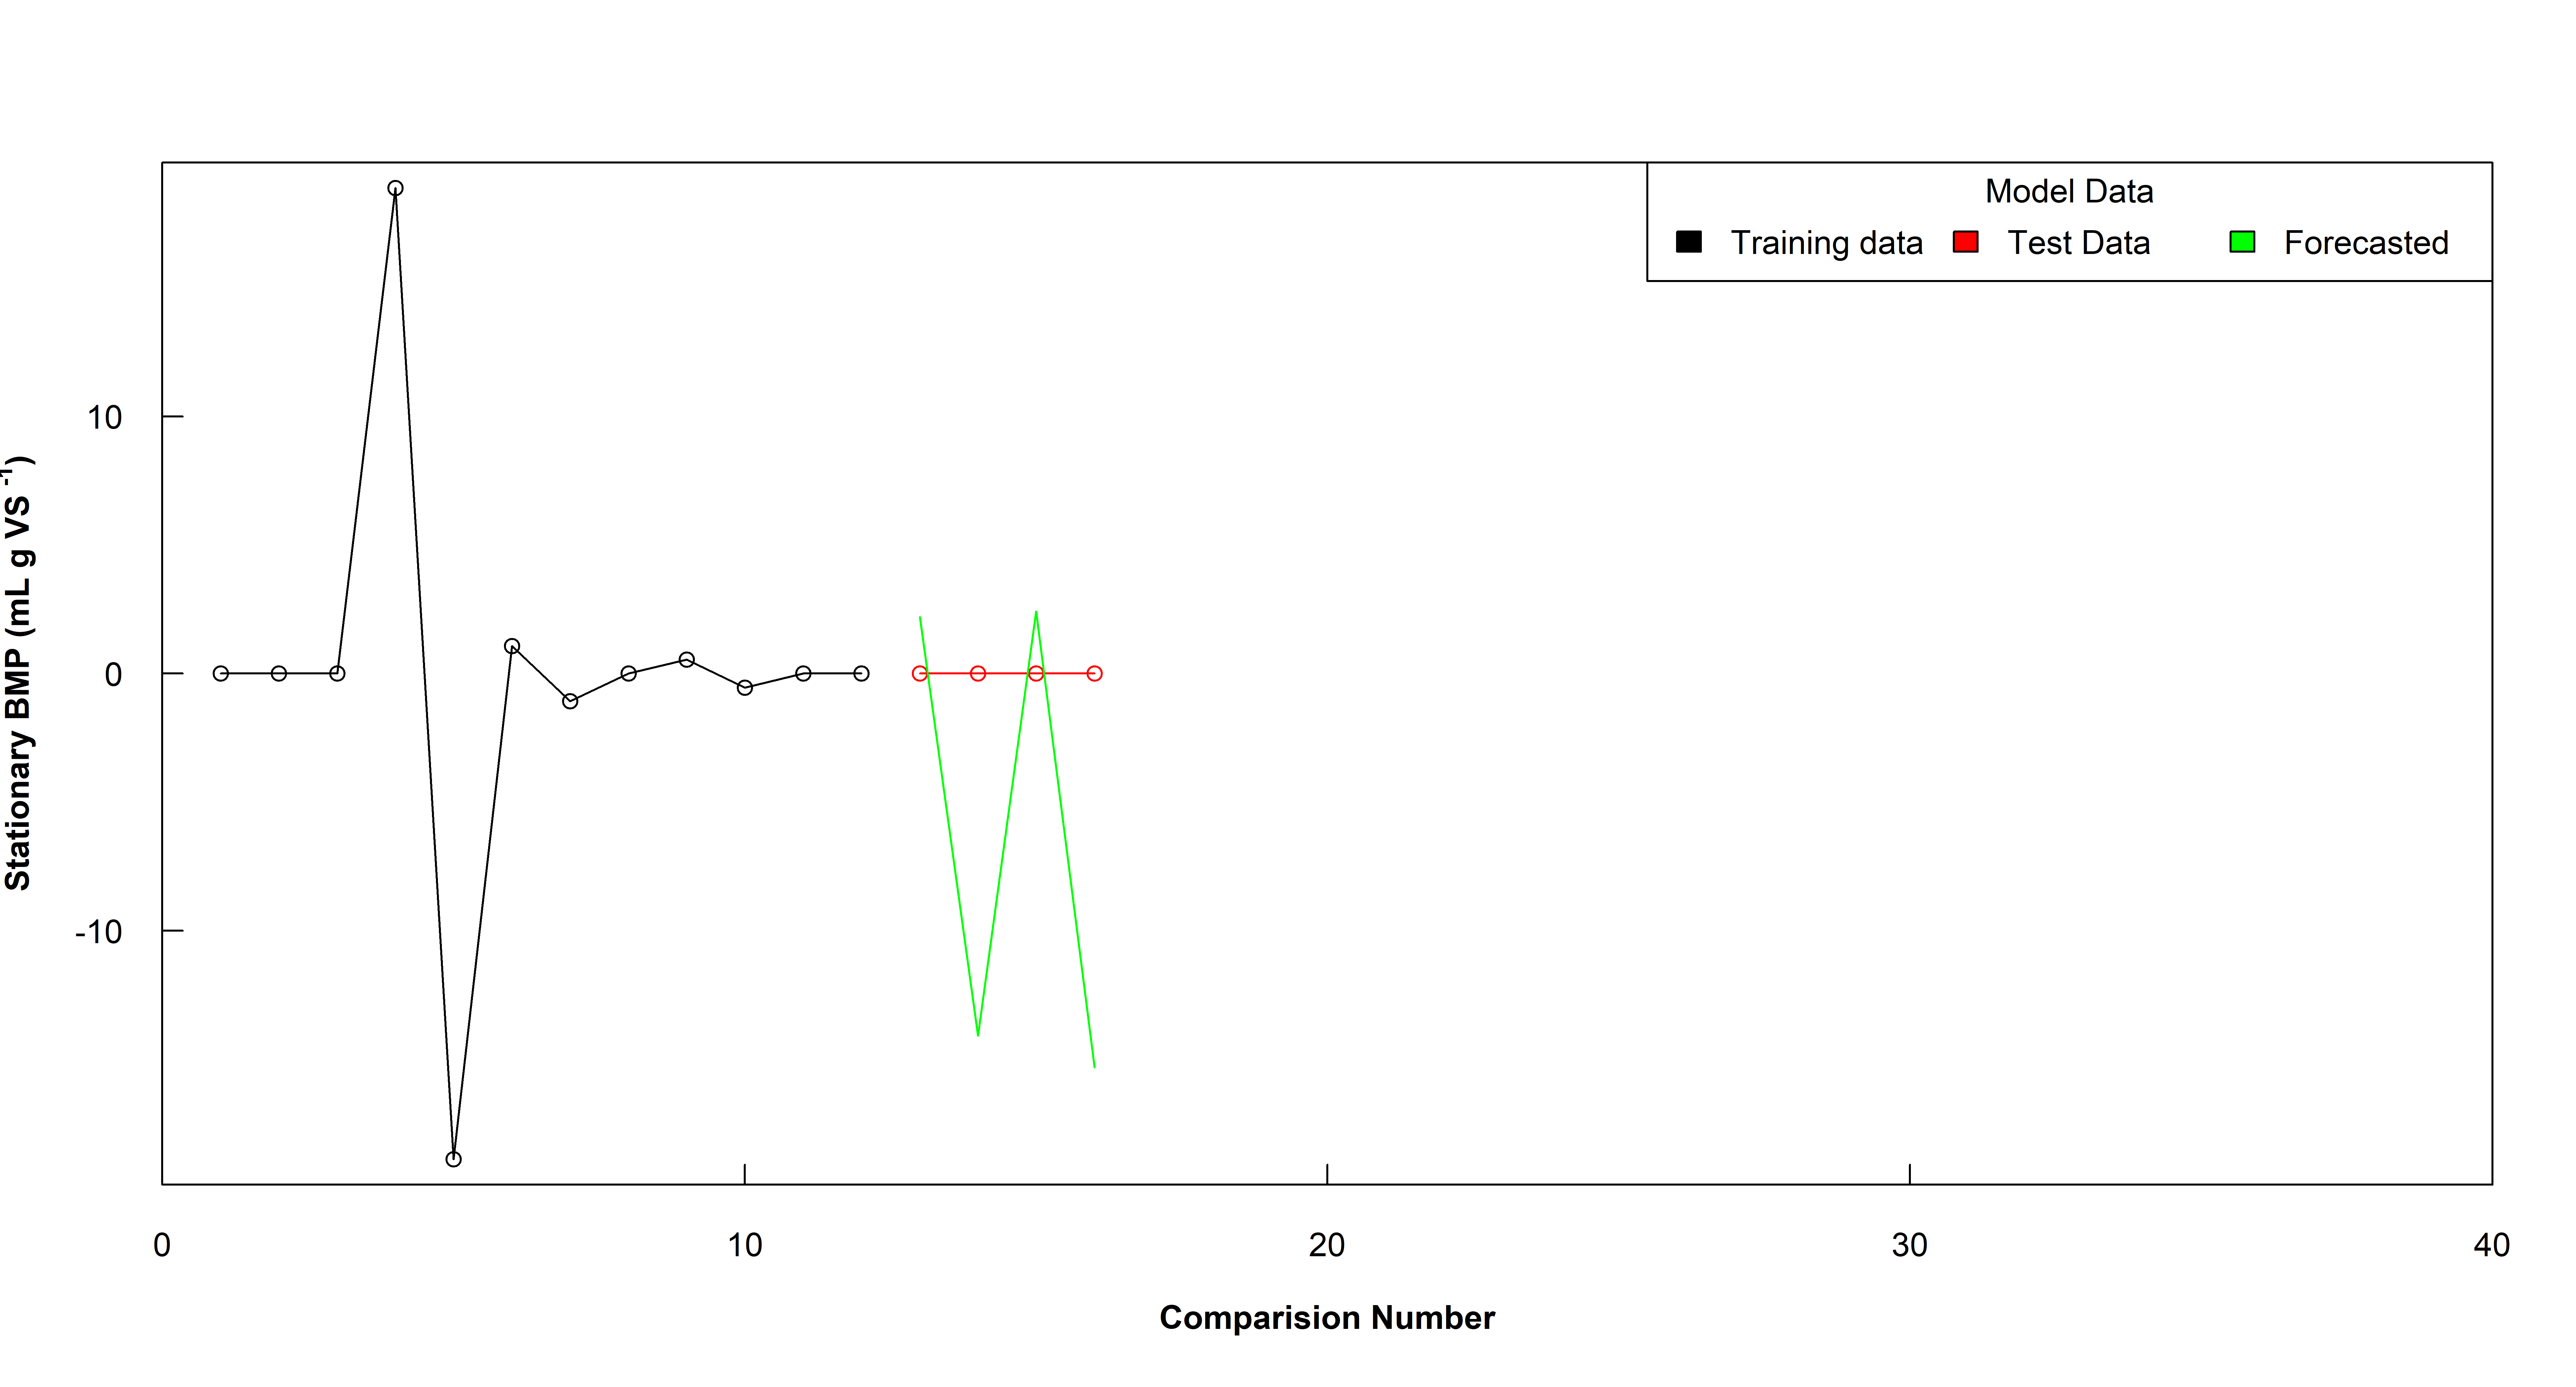 Model Data
Training data Test Data Forecasted
10
0
-10
Stationary BMP (mL g VS -1)
0 10 20 30 40
Comparision Number